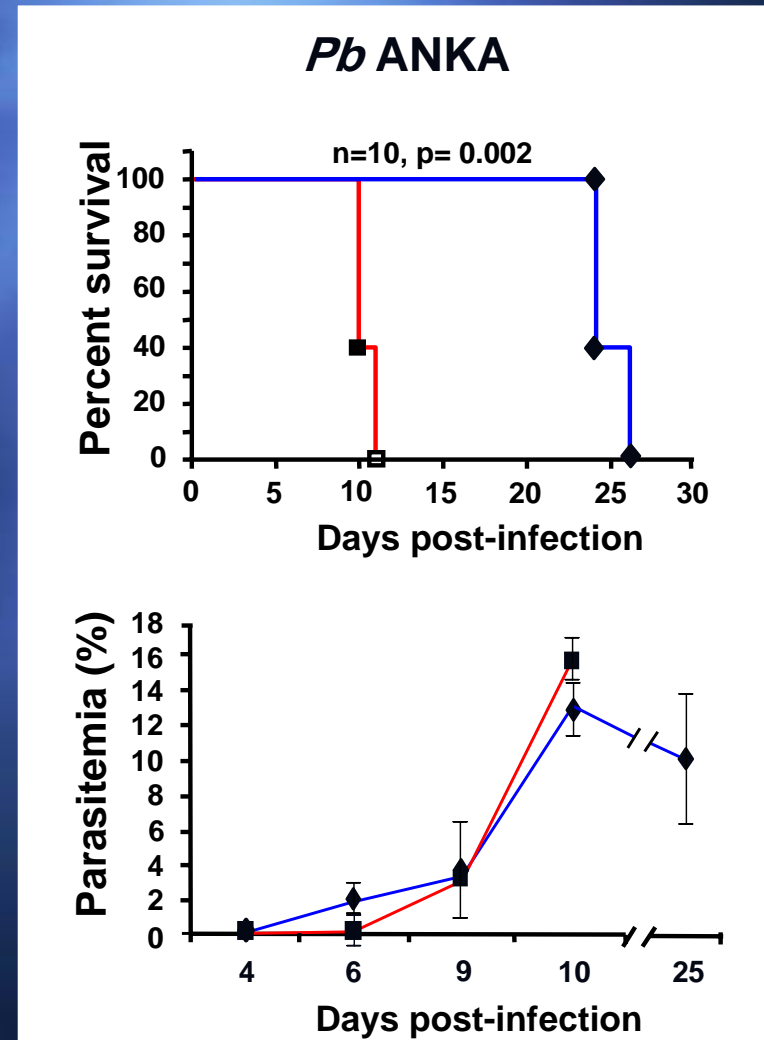 Pb ANKA
n=10, p= 0.002
Percent survival
100
80
60
40
20
0
0 5 10 15 20 25 30
Days post-infection
Parasitemia (%)
18
16
14
12
10
8
6
4
2
0
4 6 9 10 25
Days post-infection